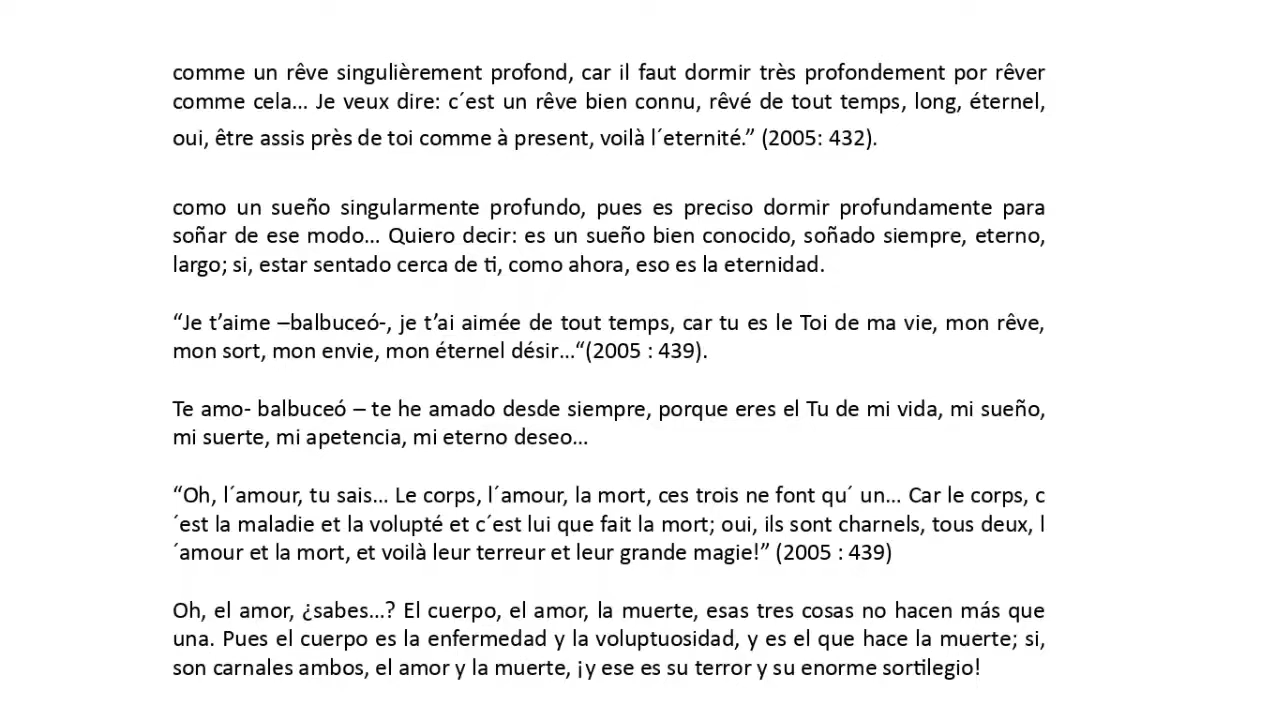 comme un rêve singulièrement profond, car il faut dormir très profondement por rêver
comme cela... Je veux dire: c´est un rêve bien connu, rêvé de tout temps, long, éternel,
oui, être assis près de toi comme à present, voilà l´eternité.” (2005: 432).
como un sueño singularmente profundo, pues es preciso dormir profundamente para
soñar de ese modo... Quiero decir: es un sueño bien conocido, soñado siempre, eterno,
largo; si, estar sentado cerca de ti, como ahora, eso es la eternidad.
“Je t’aime –balbuceó-, je t’ai aimée de tout temps, car tu es le Toi de ma vie, mon rêve,
mon sort, mon envie, mon éternel désir...“(2005 : 439).
Te amo- balbuceó – te he amado desde siempre, porque eres el Tu de mi vida, mi sueño,
mi suerte, mi apetencia, mi eterno deseo...
“Oh, l´amour, tu sais... Le corps, l´amour, la mort, ces trois ne font qu´ un... Car le corps, c
´est la maladie et la volupté et c´est lui que fait la mort; oui, ils sont charnels, tous deux, l
´amour et la mort, et voilà leur terreur et leur grande magie!” (2005 : 439)
Oh, el amor, ¿sabes...? El cuerpo, el amor, la muerte, esas tres cosas no hacen más que
una. Pues el cuerpo es la enfermedad y la voluptuosidad, y es el que hace la muerte; si,
son carnales ambos, el amor y la muerte, ¡y ese es su terror y su enorme sortilegio!